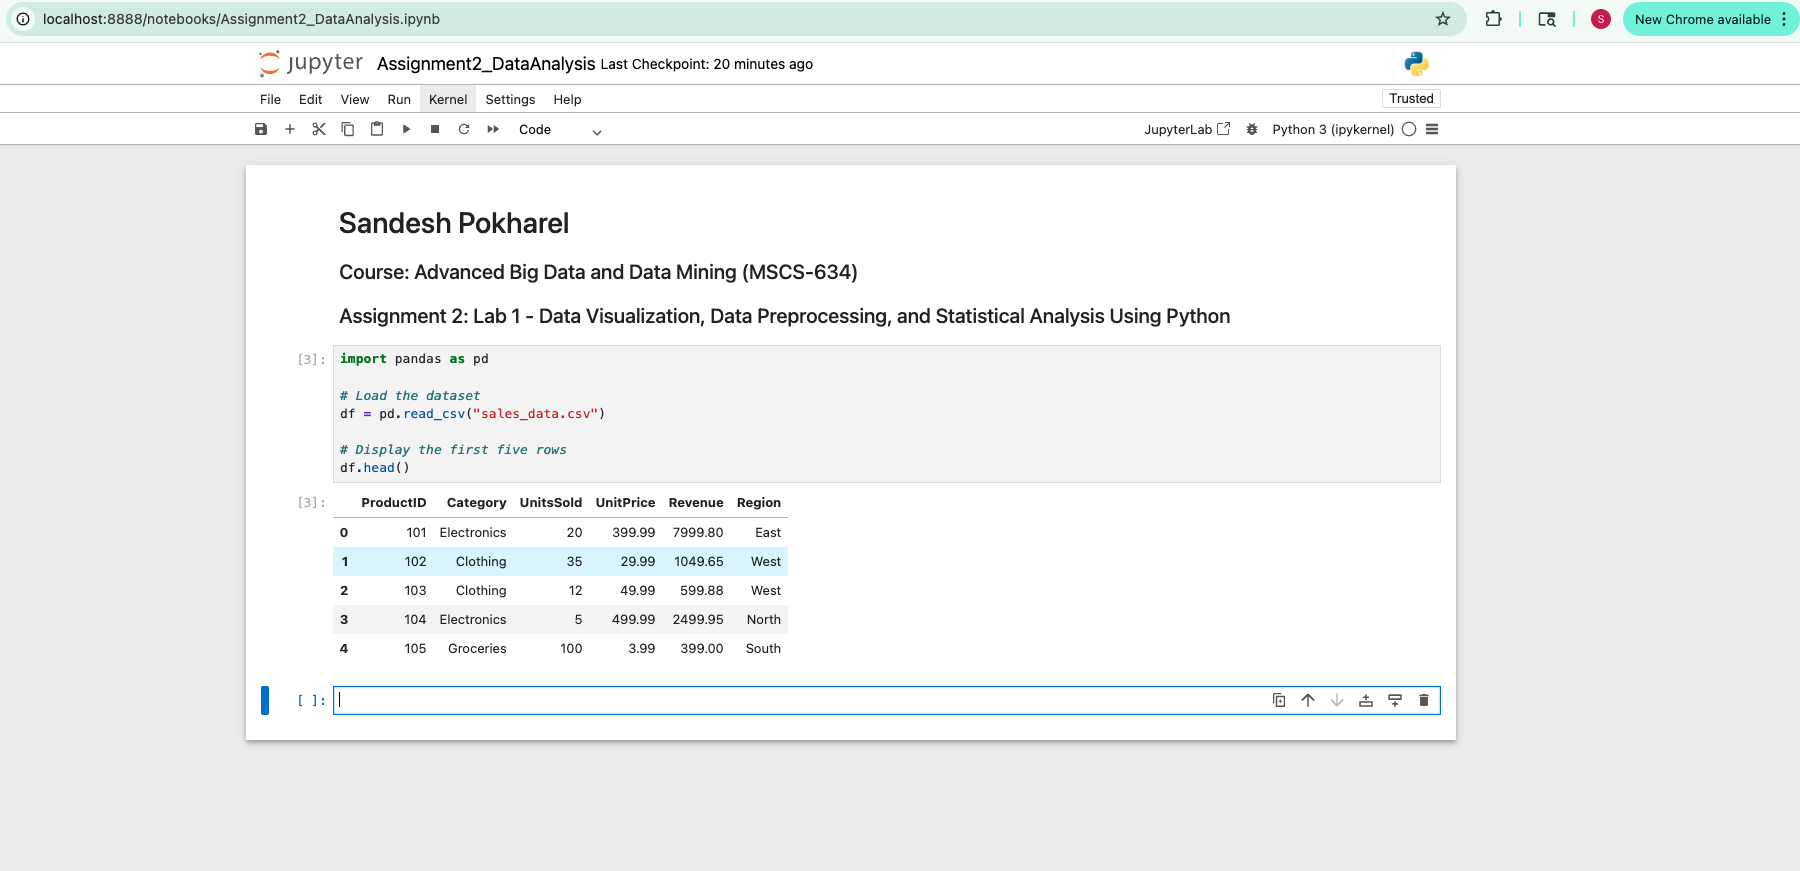 localhost:8888/notebooks/Assignment2_DataAnalysis.ipynb S New Chrome available
jupyter Assignment2_DataAnalysis Last Checkpoint: 20 minutes ago
File Edit View Run Kernel Settings Help Trusted
Code JupyterLab Python 3 (ipykernel)
Sandesh Pokharel
Course: Advanced Big Data and Data Mining (MSCS-634)
Assignment 2: Lab 1 - Data Visualization, Data Preprocessing, and Statistical Analysis Using Python
[3]: import pandas as pd
# Load the dataset
df = pd.read_csv("sales_data.csv")
# Display the first five rows
df.head()
[3]: ProductID Category UnitsSold UnitPrice Revenue Region
0 101 Electronics 20 399.99 7999.80 East
1 102 Clothing 35 29.99 1049.65 West
2 103 Clothing 12 49.99 599.88 West
3 104 Electronics 5 499.99 2499.95 North
4 105 Groceries 100 3.99 399.00 South
[ ]: